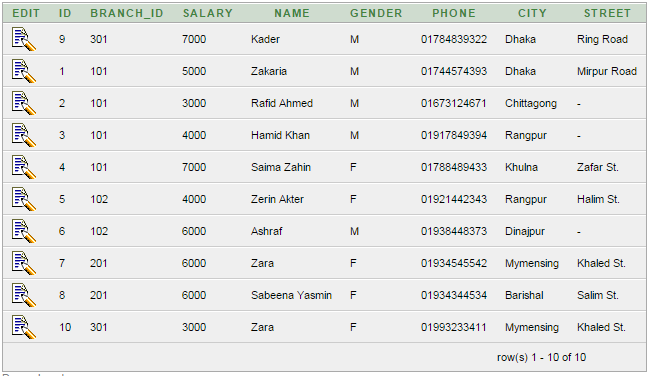 EDIT ID BRANCH_ID SALARY NAME GENDER PHONE CITY STREET
9 301 7000 Kader M 01784839322 Dhaka Ring Road
1 101 5000 Zakaria M 01744574393 Dhaka Mirpur Road
2 101 3000 Rafid Ahmed M 01673124671 Chittagong -
3 101 4000 Hamid Khan M 01917849394 Rangpur -
4 101 7000 Saima Zahin F 01788489433 Khulna Zafar St.
5 102 4000 Zerin Akter F 01921442343 Rangpur Halim St.
6 102 6000 Ashraf M 01938448373 Dinajpur -
7 201 6000 Zara F 01934545542 Mymensing Khaled St.
8 201 6000 Sabeena Yasmin F 01934344534 Barishal Salim St.
10 301 3000 Zara F 01993233411 Mymensing Khaled St.
row(s) 1 - 10 of 10